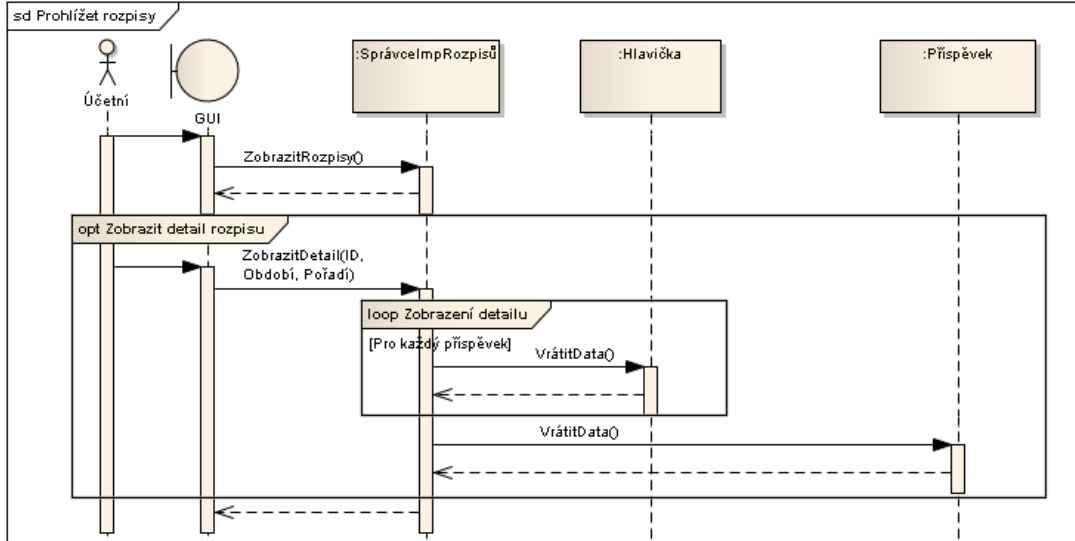 sd Prohlížet rozpisy
Účetní
GUI
:SprávceImpRozpisů
:Hlavička
:Příspěvek
ZobrazitRozpisy()
opt Zobrazit detail rozpisu
ZobrazitDetail(ID,
Období, Pořadí)
loop Zobrazení detailu
[Pro každý příspěvek]
VrátitData()
VrátitData()